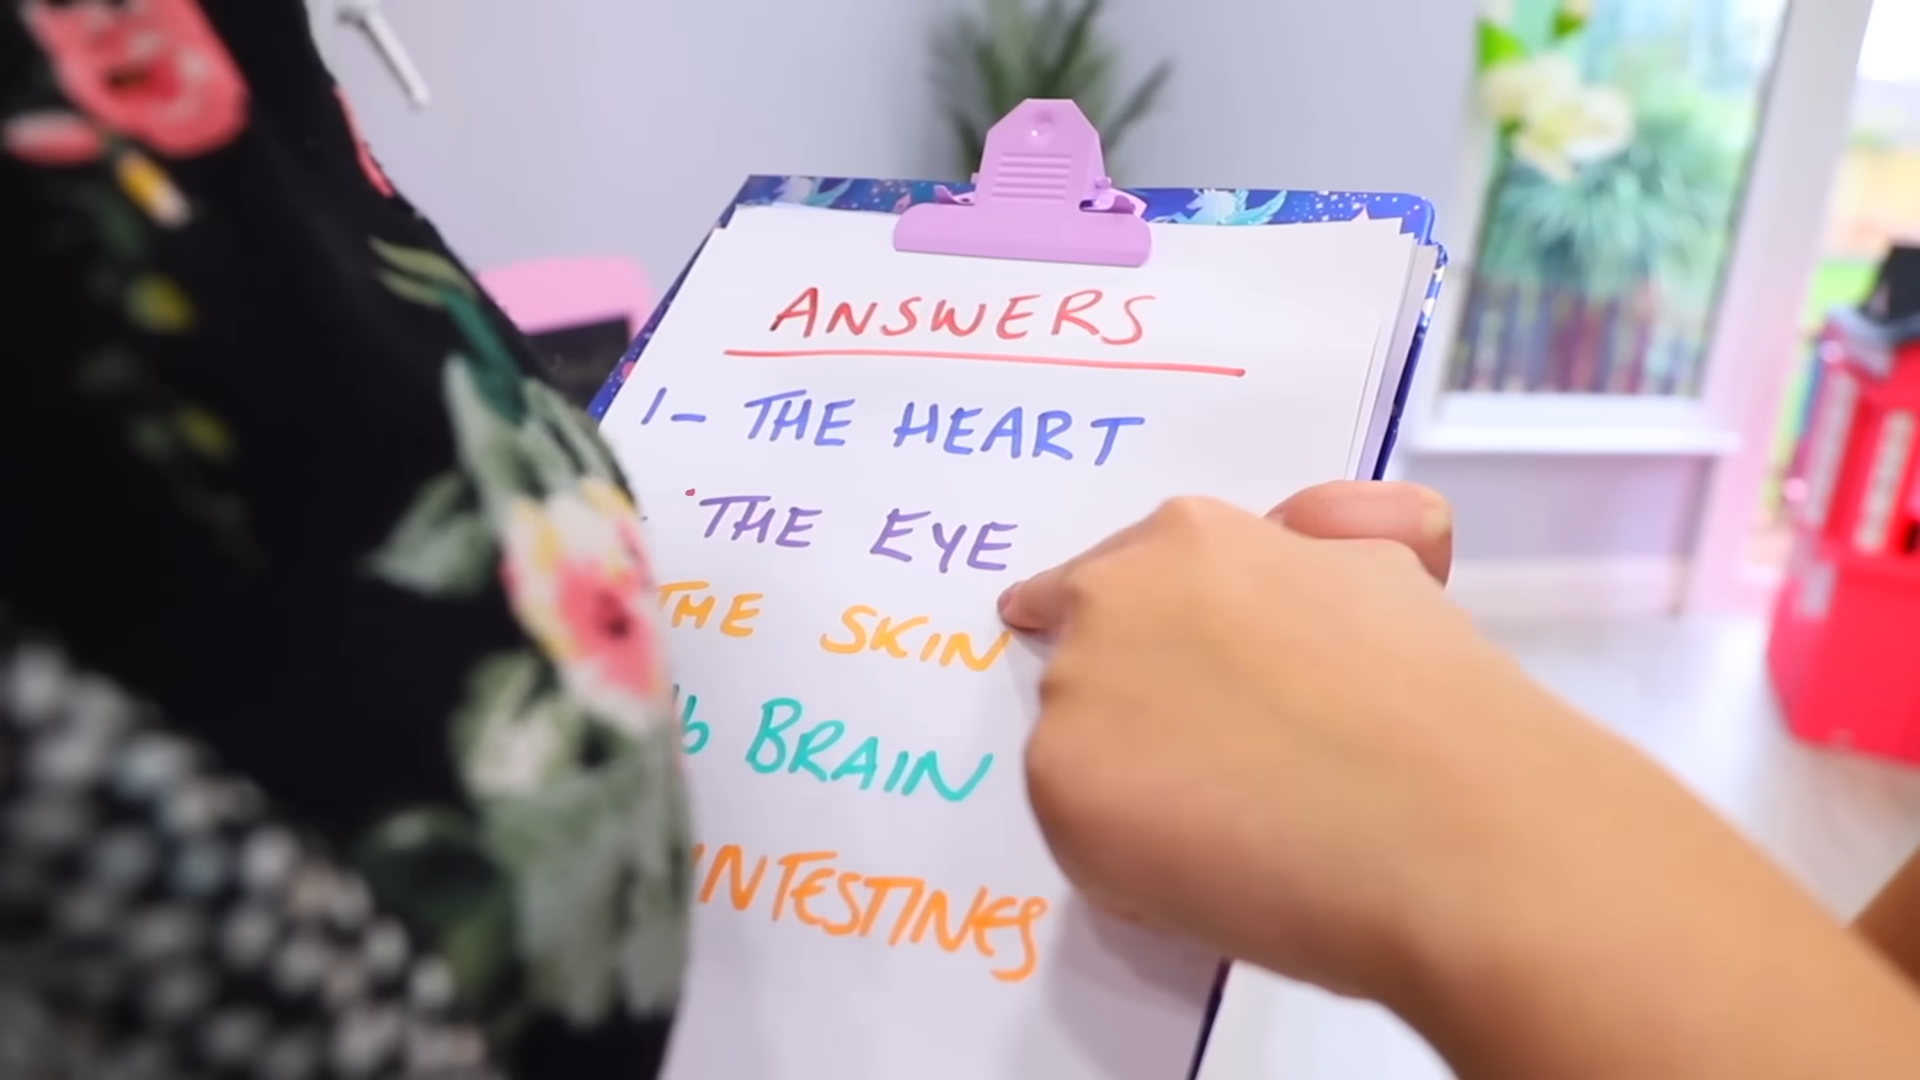 ANSWERS
1- THE HEART
THE EYE
THE SKIN
BRAIN
INTESTINES